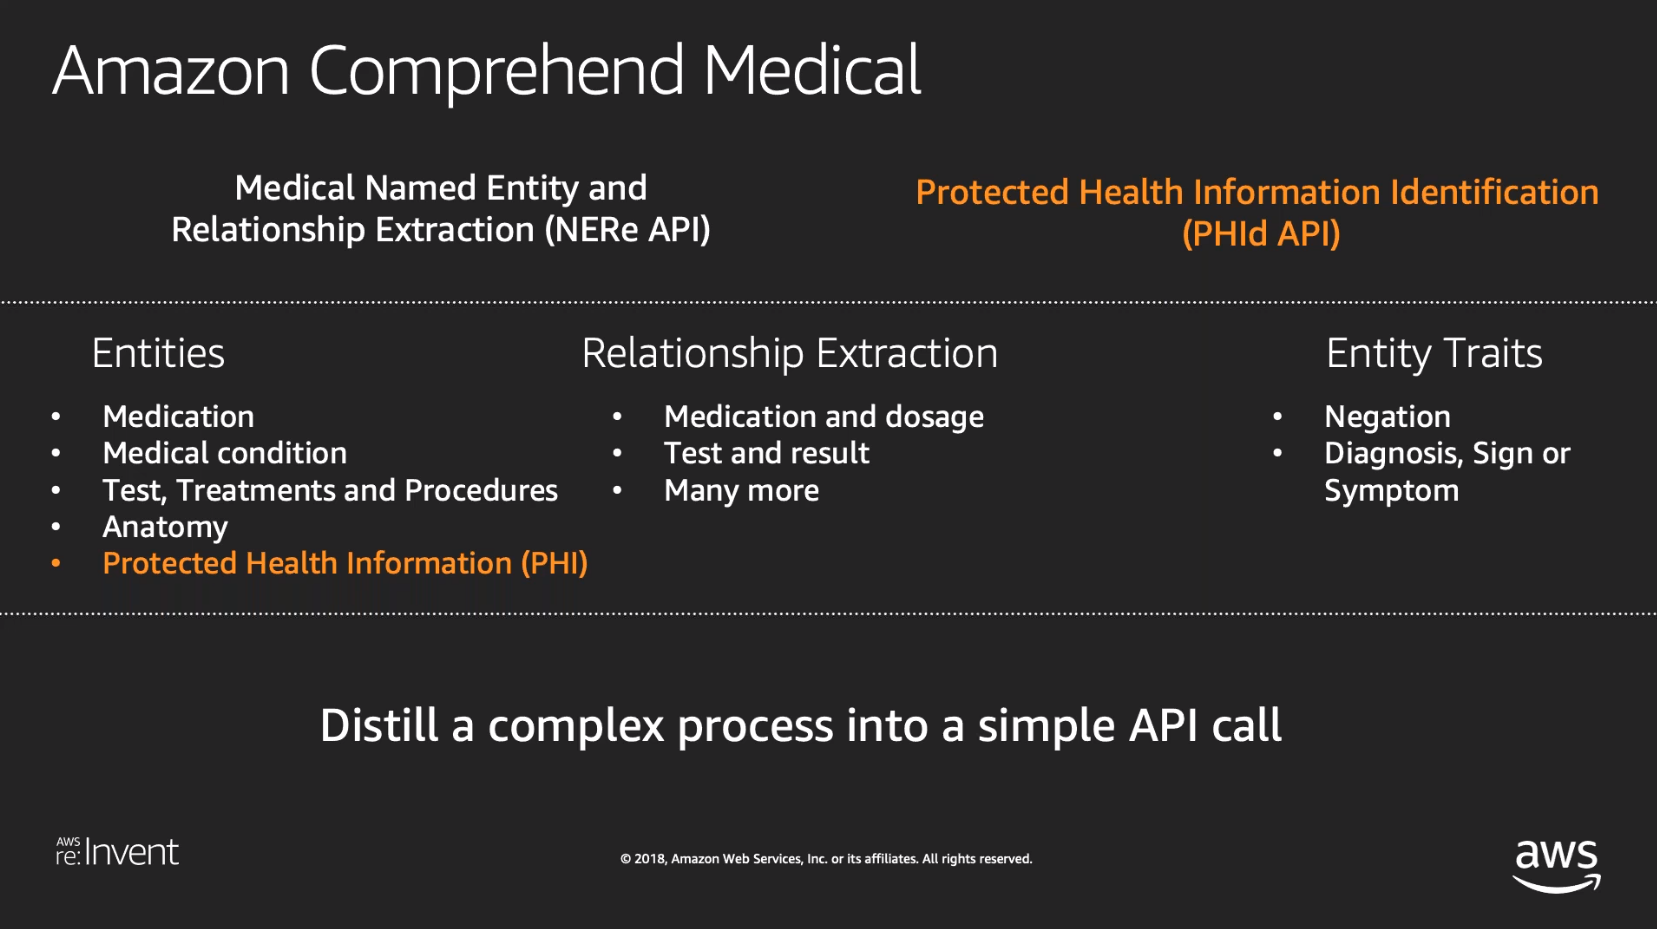 Amazon Comprehend Medical
Medical Named Entity and
Relationship Extraction (NERe API)
Protected Health Information Identification
(PHId API)
Entities
• Medication
• Medical condition
• Test, Treatments and Procedures
• Anatomy
• Protected Health Information (PHI)
Relationship Extraction
• Medication and dosage
• Test and result
• Many more
Entity Traits
• Negation
• Diagnosis, Sign or
Symptom
Distill a complex process into a simple API call
AWS
re:Invent
© 2018, Amazon Web Services, Inc. or its affiliates. All rights reserved.
aws